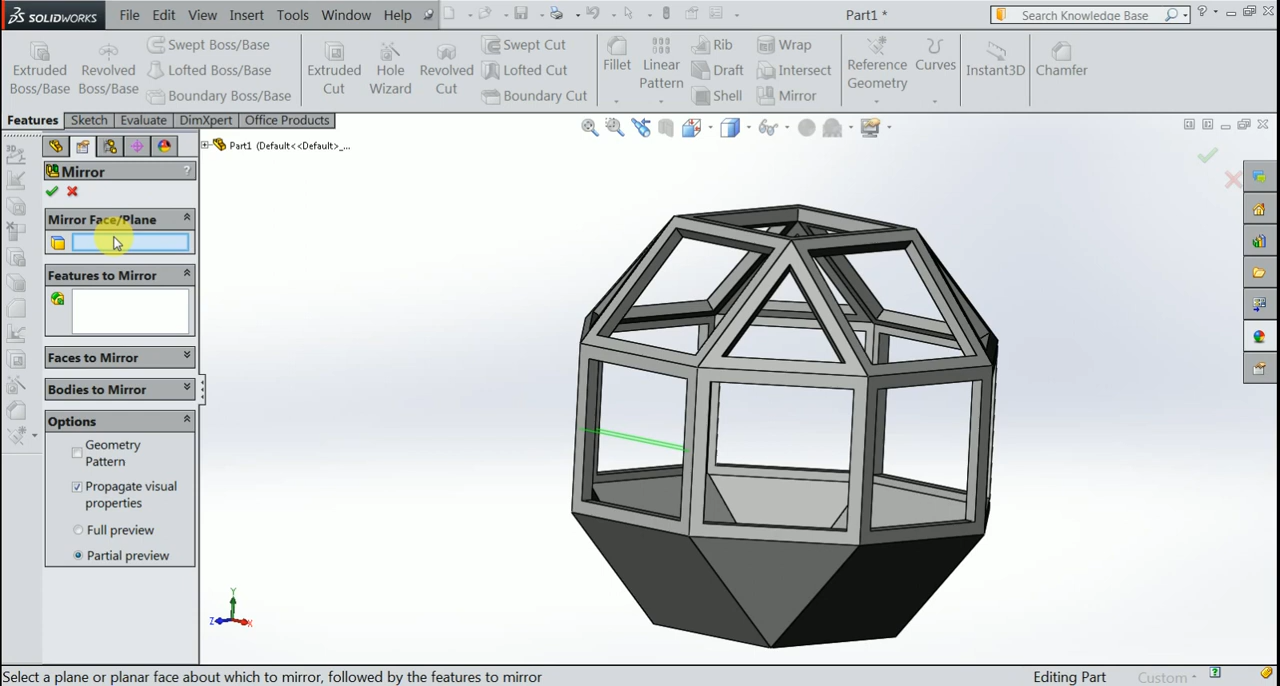 SOLIDWORKS File Edit View Insert Tools Window Help Part1 * Search Knowledge Base ?
Extruded Boss/Base
Revolved Boss/Base
Swept Boss/Base
Lofted Boss/Base
Boundary Boss/Base
Extruded Cut
Hole Wizard
Revolved Cut
Swept Cut
Lofted Cut
Boundary Cut
Fillet
Linear Pattern
Rib
Draft
Shell
Wrap
Intersect
Mirror
Reference Geometry
Curves
Instant3D
Chamfer
Features Sketch Evaluate DimXpert Office Products
Part1 (Default<<Default>_...
Mirror ?
Mirror Face/Plane
Features to Mirror
Faces to Mirror
Bodies to Mirror
Options
Geometry
Pattern
Propagate visual
properties
Full preview
Partial preview
Y
Z X
Select a plane or planar face about which to mirror, followed by the features to mirror Editing Part Custom ?